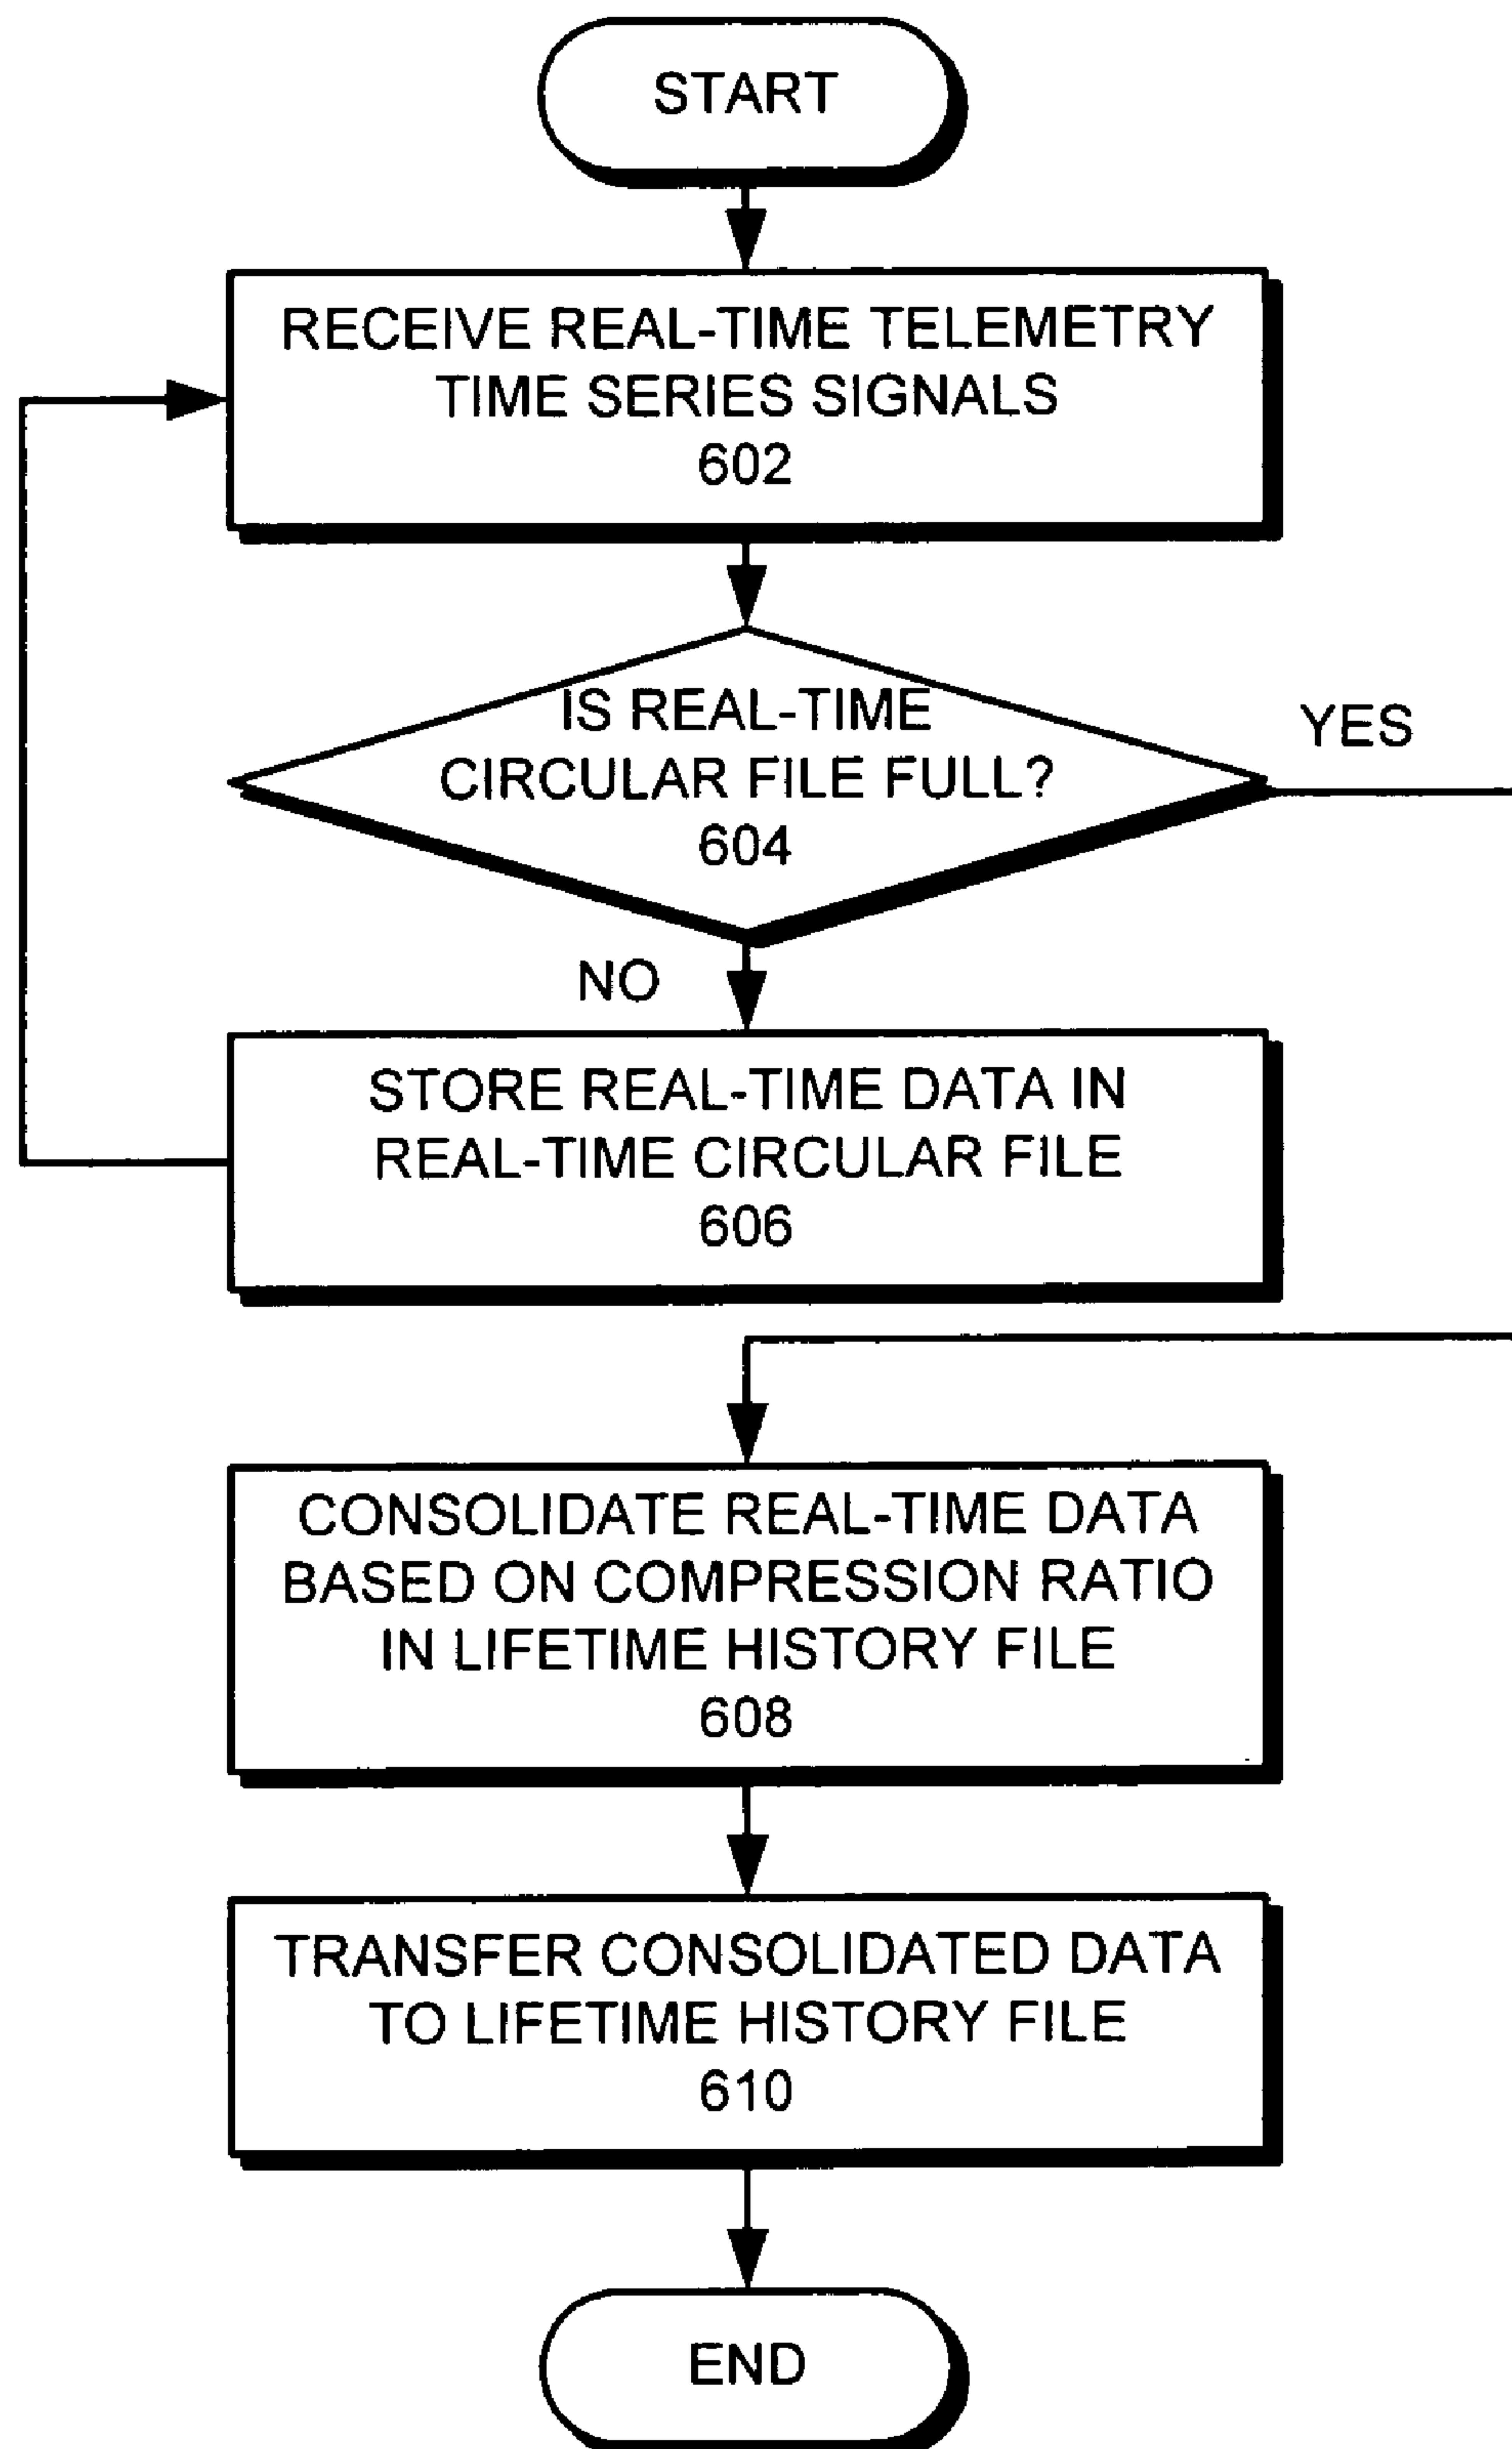 START
RECEIVE REAL-TIME TELEMETRY
TIME SERIES SIGNALS
602
IS REAL-TIME
CIRCULAR FILE FULL?
604
YES
NO
STORE REAL-TIME DATA IN
REAL-TIME CIRCULAR FILE
606
CONSOLIDATE REAL-TIME DATA
BASED ON COMPRESSION RATIO
IN LIFETIME HISTORY FILE
608
TRANSFER CONSOLIDATED DATA
TO LIFETIME HISTORY FILE
610
END